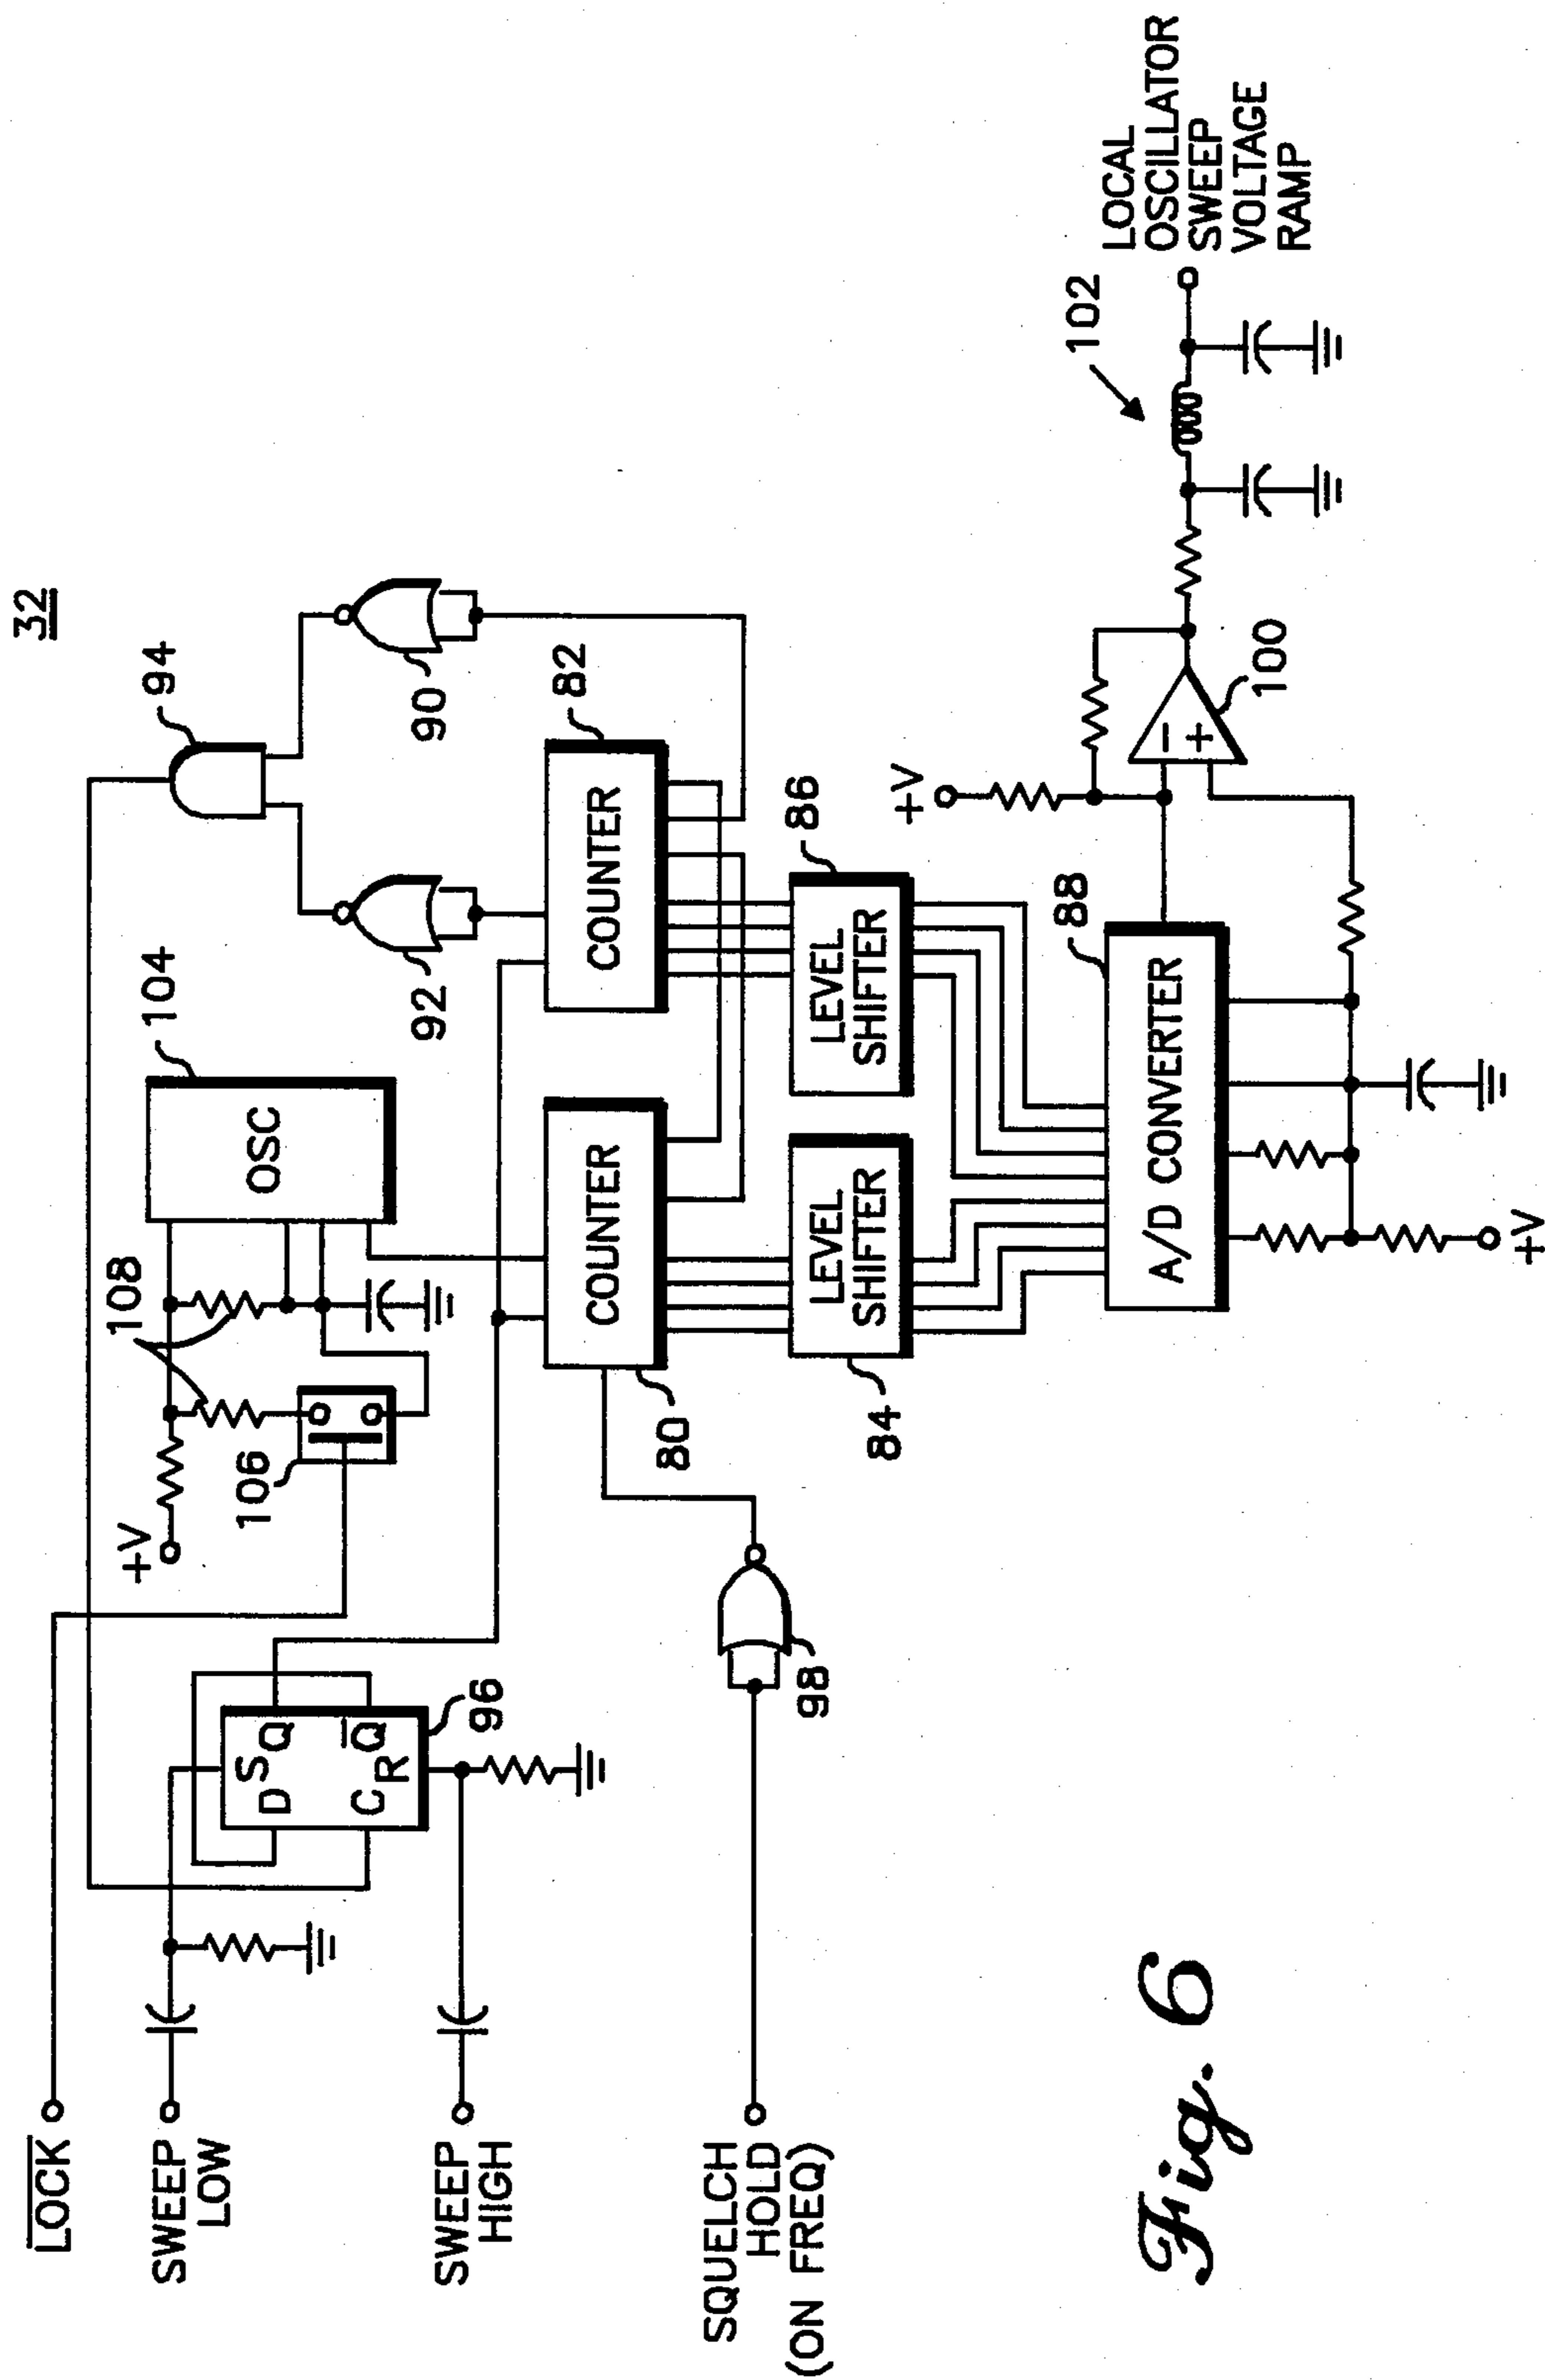 32
LOCK
SWEEP
LOW
SWEEP
HIGH
SQUELCH
HOLD
(ON FREQ)
+V
108
106
104
OSC
94
92
90
S
D
Q
C
R
Q
96
98
COUNTER
80
COUNTER
82
LEVEL
SHIFTER
84
LEVEL
SHIFTER
86
A/D CONVERTER
88
+V
+V
−
+
100
102
LOCAL
OSCILLATOR
SWEEP
VOLTAGE
RAMP
Fig. 6